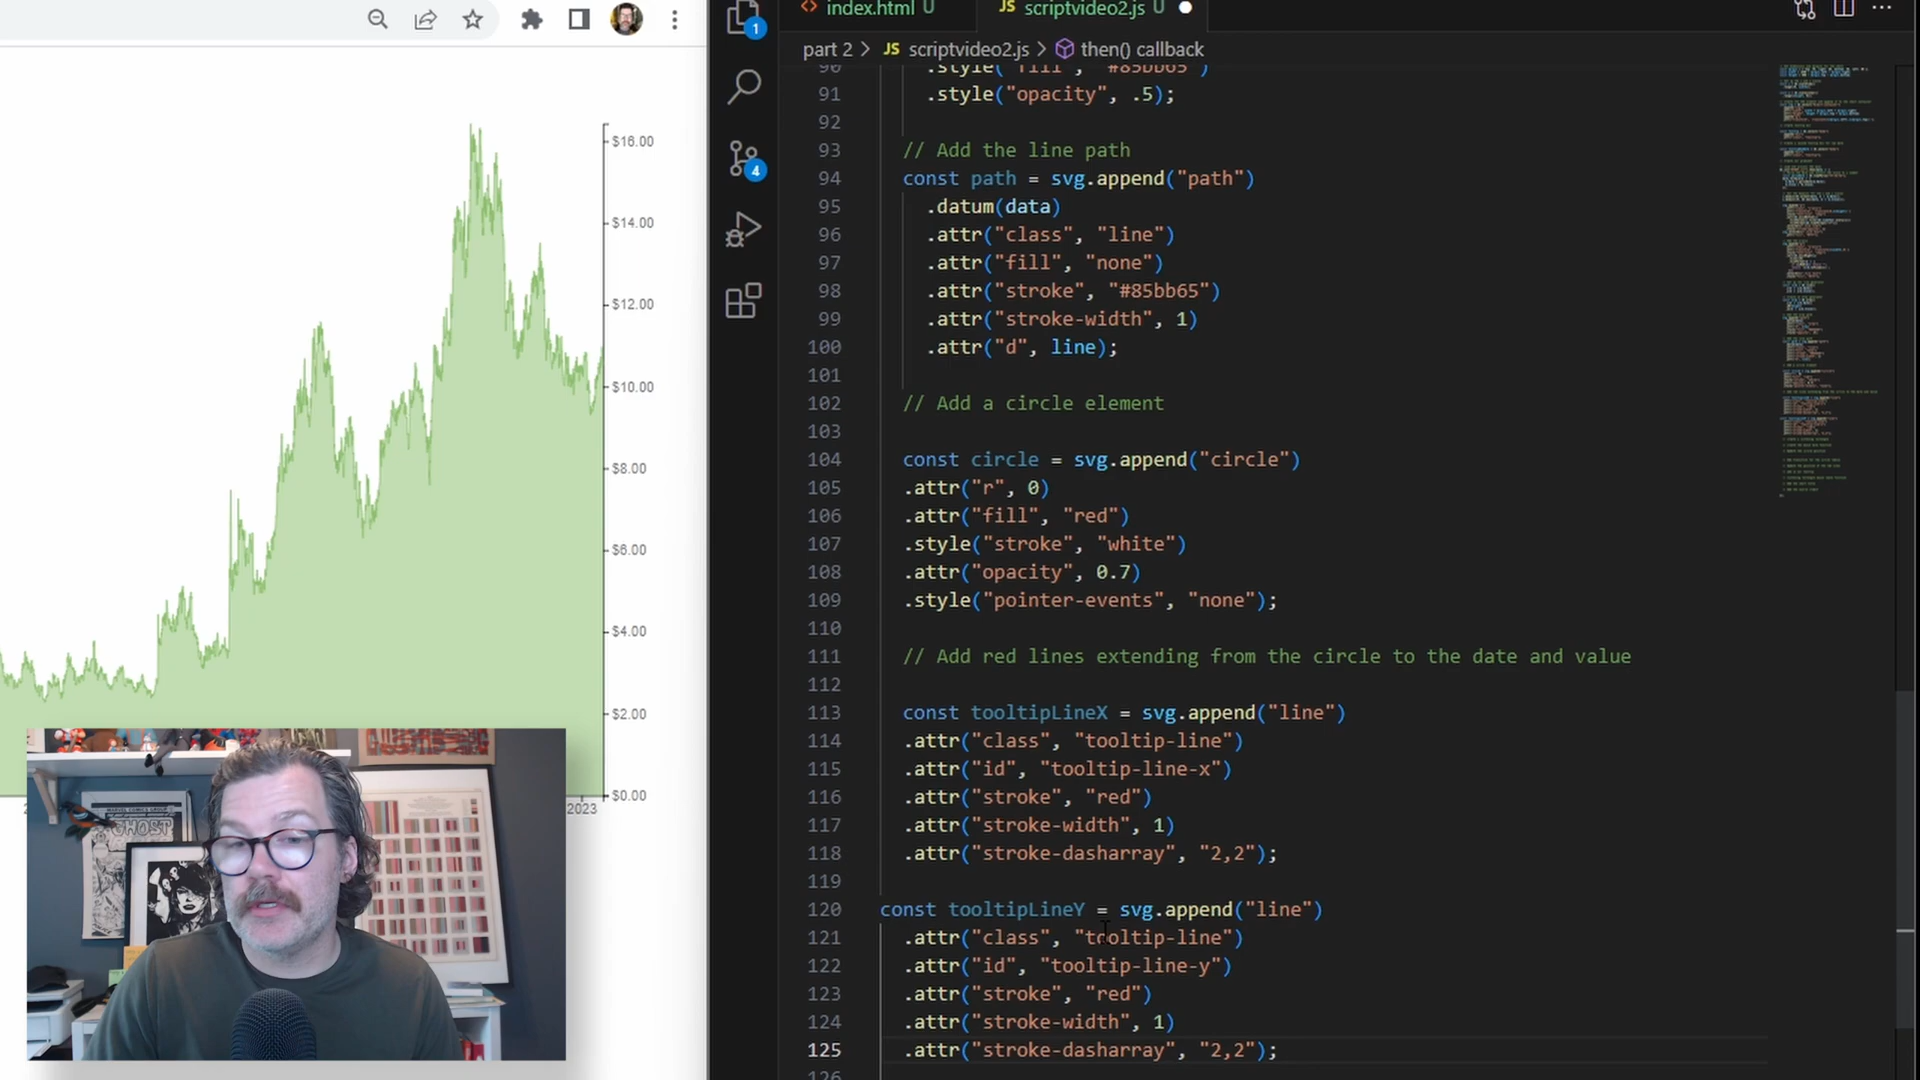 index.html U
JS scriptvideo2.js U
1
part 2 > JS scriptvideo2.js > then() callback
90 .style("fill", "#85bb65")
91 .style("opacity", .5);
92
93 // Add the line path
94 const path = svg.append("path")
95 .datum(data)
96 .attr("class", "line")
97 .attr("fill", "none")
98 .attr("stroke", "#85bb65")
99 .attr("stroke-width", 1)
100 .attr("d", line);
101
102 // Add a circle element
103
104 const circle = svg.append("circle")
105 .attr("r", 0)
106 .attr("fill", "red")
107 .style("stroke", "white")
108 .attr("opacity", 0.7)
109 .style("pointer-events", "none");
110
111 // Add red lines extending from the circle to the date and value
112
113 const tooltipLineX = svg.append("line")
114 .attr("class", "tooltip-line")
115 .attr("id", "tooltip-line-x")
116 .attr("stroke", "red")
117 .attr("stroke-width", 1)
118 .attr("stroke-dasharray", "2,2");
119
120 const tooltipLineY = svg.append("line")
121 .attr("class", "tooltip-line")
122 .attr("id", "tooltip-line-y")
123 .attr("stroke", "red")
124 .attr("stroke-width", 1)
125 .attr("stroke-dasharray", "2,2");
126
4
$16.00
$14.00
$12.00
$10.00
$8.00
$6.00
$4.00
$2.00
$0.00
2023
GHOST